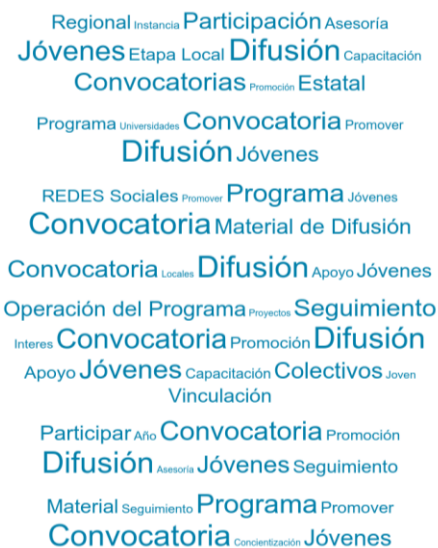 Regional Instancia Participación Asesoría
Jóvenes Etapa Local Difusión Capacitación
Convocatorias Promoción Estatal
Programa Universidades Convocatoria Promover
Difusión Jóvenes
REDES Sociales Promover Programa Jóvenes
Convocatoria Material de Difusión
Convocatoria Locales Difusión Apoyo Jóvenes
Operación del Programa Proyectos Seguimiento
Interes Convocatoria Promoción Difusión
Apoyo Jóvenes Capacitación Colectivos Joven
Vinculación
Participar Año Convocatoria Promoción
Difusión Asesoría Jóvenes Seguimiento
Material Seguimiento Programa Promover
Convocatoria Concientización Jóvenes